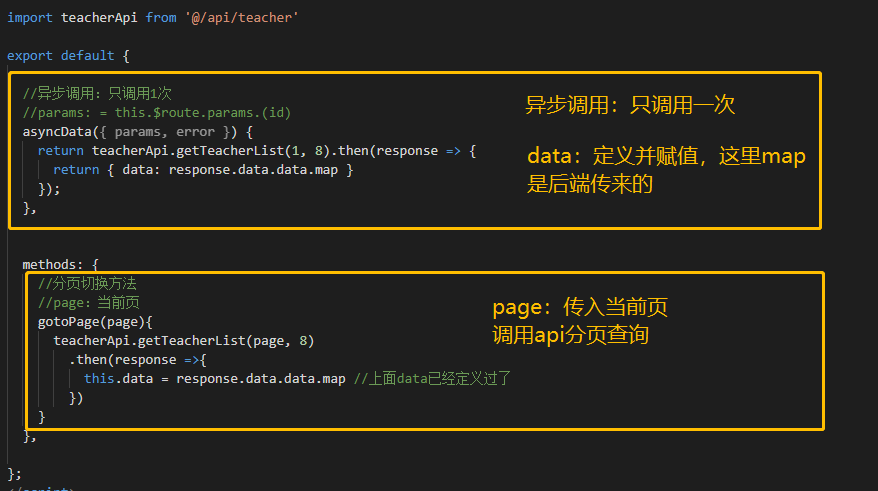 import teacherApi from '@/api/teacher'
export default {
//异步调用：只调用1次
//params: = this.$route.params.(id)
asyncData({ params, error }) {
return teacherApi.getTeacherList(1, 8).then(response => {
return { data: response.data.data.map }
});
},
异步调用：只调用一次
data：定义并赋值，这里map
是后端传来的
methods: {
//分页切换方法
//page：当前页
gotoPage(page){
teacherApi.getTeacherList(page, 8)
.then(response =>{
this.data = response.data.data.map //上面data已经定义过了
})
}
page：传入当前页
调用api分页查询
},
};